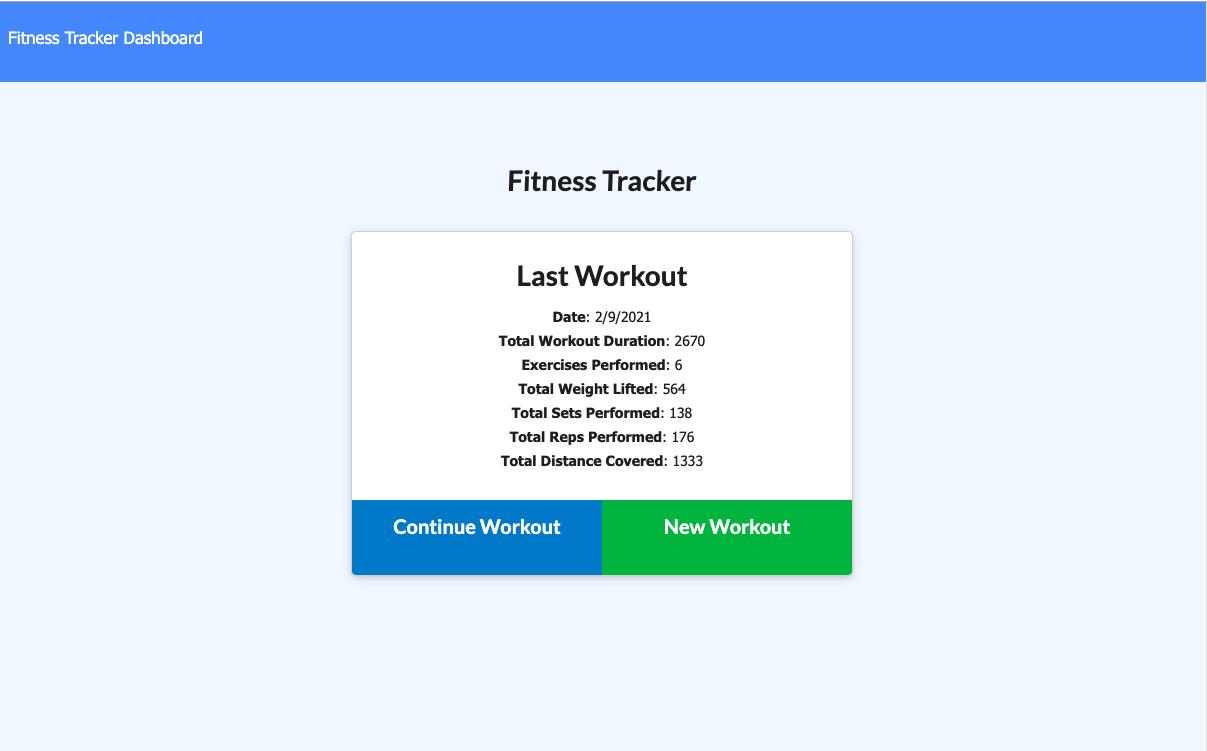 Fitness Tracker Dashboard
Fitness Tracker
Last Workout
Date: 2/9/2021
Total Workout Duration: 2670
Exercises Performed: 6
Total Weight Lifted: 564
Total Sets Performed: 138
Total Reps Performed: 176
Total Distance Covered: 1333
Continue Workout
New Workout